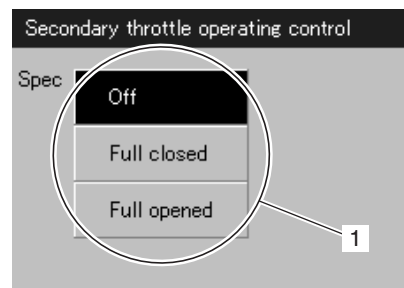 Secondary throttle operating control
Spec
Off
Full closed
Full opened
1